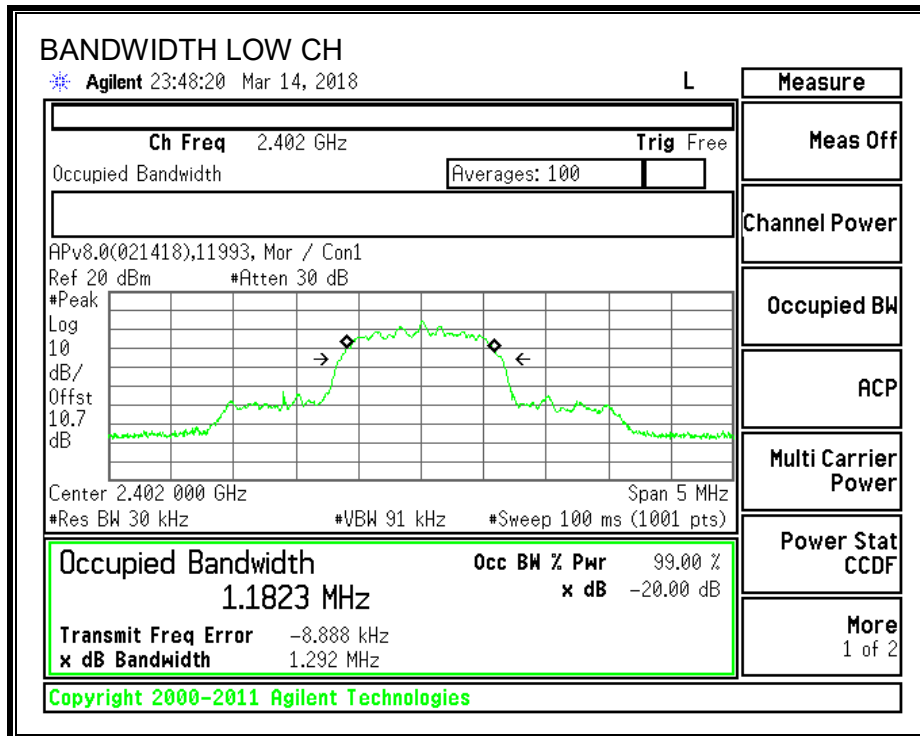 BANDWIDTH LOW CH
Agilent 23:48:20 Mar 14, 2018 L
Measure
Ch Freq 2.402 GHz Trig Free
Meas Off
Occupied Bandwidth Averages: 100
Channel Power
APv8.0(021418),11993, Mor / Con1
Ref 20 dBm #Atten 30 dB
#Peak
Log
10
dB/
Offst
10.7
dB
Occupied BW
ACP
Multi Carrier
Power
Center 2.402 000 GHz Span 5 MHz
#Res BW 30 kHz #VBW 91 kHz #Sweep 100 ms (1001 pts)
Power Stat
CCDF
Occupied Bandwidth Occ BW % Pwr 99.00 %
1.1823 MHz x dB -20.00 dB
Transmit Freq Error -8.888 kHz
x dB Bandwidth 1.292 MHz
More
1 of 2
Copyright 2000-2011 Agilent Technologies